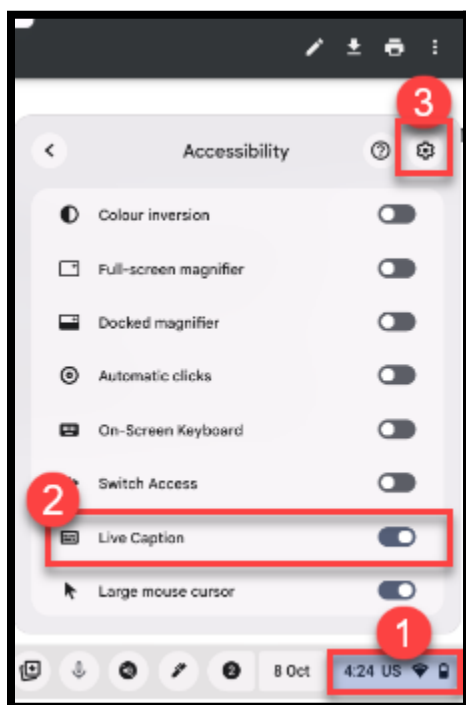 3
Accessibility
Colour inversion
Full-screen magnifier
Docked magnifier
Automatic clicks
On-Screen Keyboard
2
Switch Access
Live Caption
Large mouse cursor
1
2
8 Oct
4:24 US